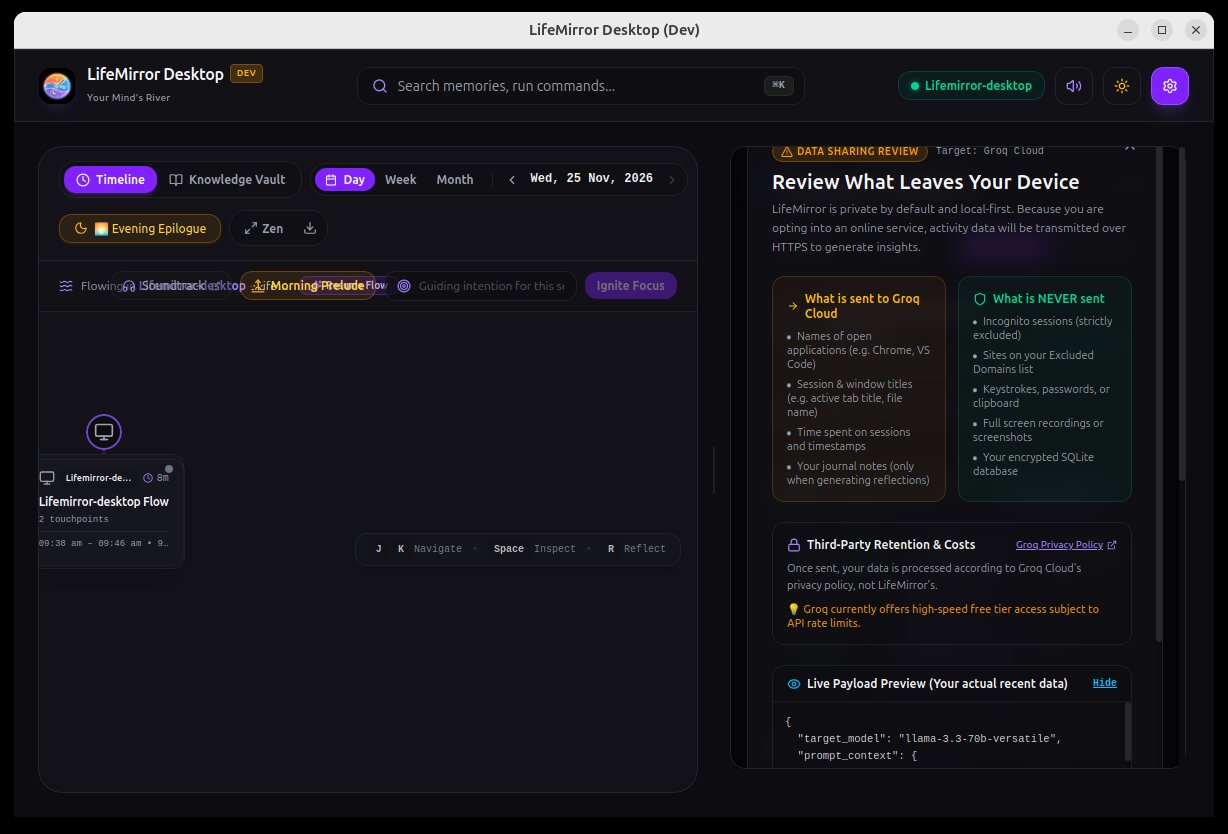 LifeMirror Desktop (Dev)
LifeMirror Desktop DEV
Your Mind's River
Search memories, run commands...
⌘K
Lifemirror-desktop
Timeline
Knowledge Vault
Day
Week
Month
Wed, 25 Nov, 2026
🌅 Evening Epilogue
Zen
Flowing
Soundtrack
Lifemirror-desktop
Morning Prelude
Flow
Guiding intention for this se
Ignite Focus
Lifemirror-de...
8m
Lifemirror-desktop Flow
2 touchpoints
09:38 am – 09:46 am • 9…
J K Navigate · Space Inspect · R Reflect
DATA SHARING REVIEW
Target: Groq Cloud
Review What Leaves Your Device
LifeMirror is private by default and local-first. Because you are
opting into an online service, activity data will be transmitted over
HTTPS to generate insights.
→ What is sent to Groq
Cloud
• Names of open
applications (e.g. Chrome, VS
Code)
• Session & window titles
(e.g. active tab title, file
name)
• Time spent on sessions
and timestamps
• Your journal notes (only
when generating reflections)
What is NEVER sent
• Incognito sessions (strictly
excluded)
• Sites on your Excluded
Domains list
• Keystrokes, passwords, or
clipboard
• Full screen recordings or
screenshots
• Your encrypted SQLite
database
Third-Party Retention & Costs
Groq Privacy Policy
Once sent, your data is processed according to Groq Cloud's
privacy policy, not LifeMirror's.
💡 Groq currently offers high-speed free tier access subject to
API rate limits.
Live Payload Preview (Your actual recent data)
Hide
{
"target_model": "llama-3.3-70b-versatile",
"prompt_context": {